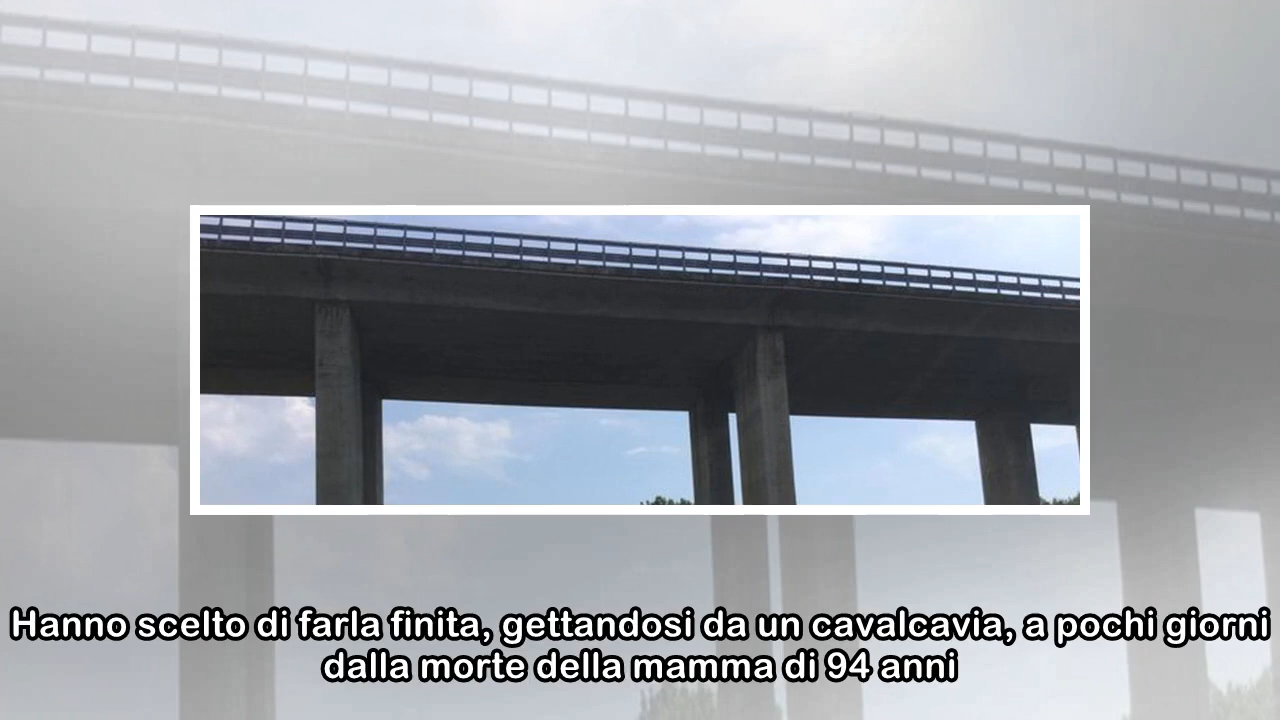 Hanno scelto di farla finita, gettandosi da un cavalcavia, a pochi giorni
dalla morte della mamma di 94 anni